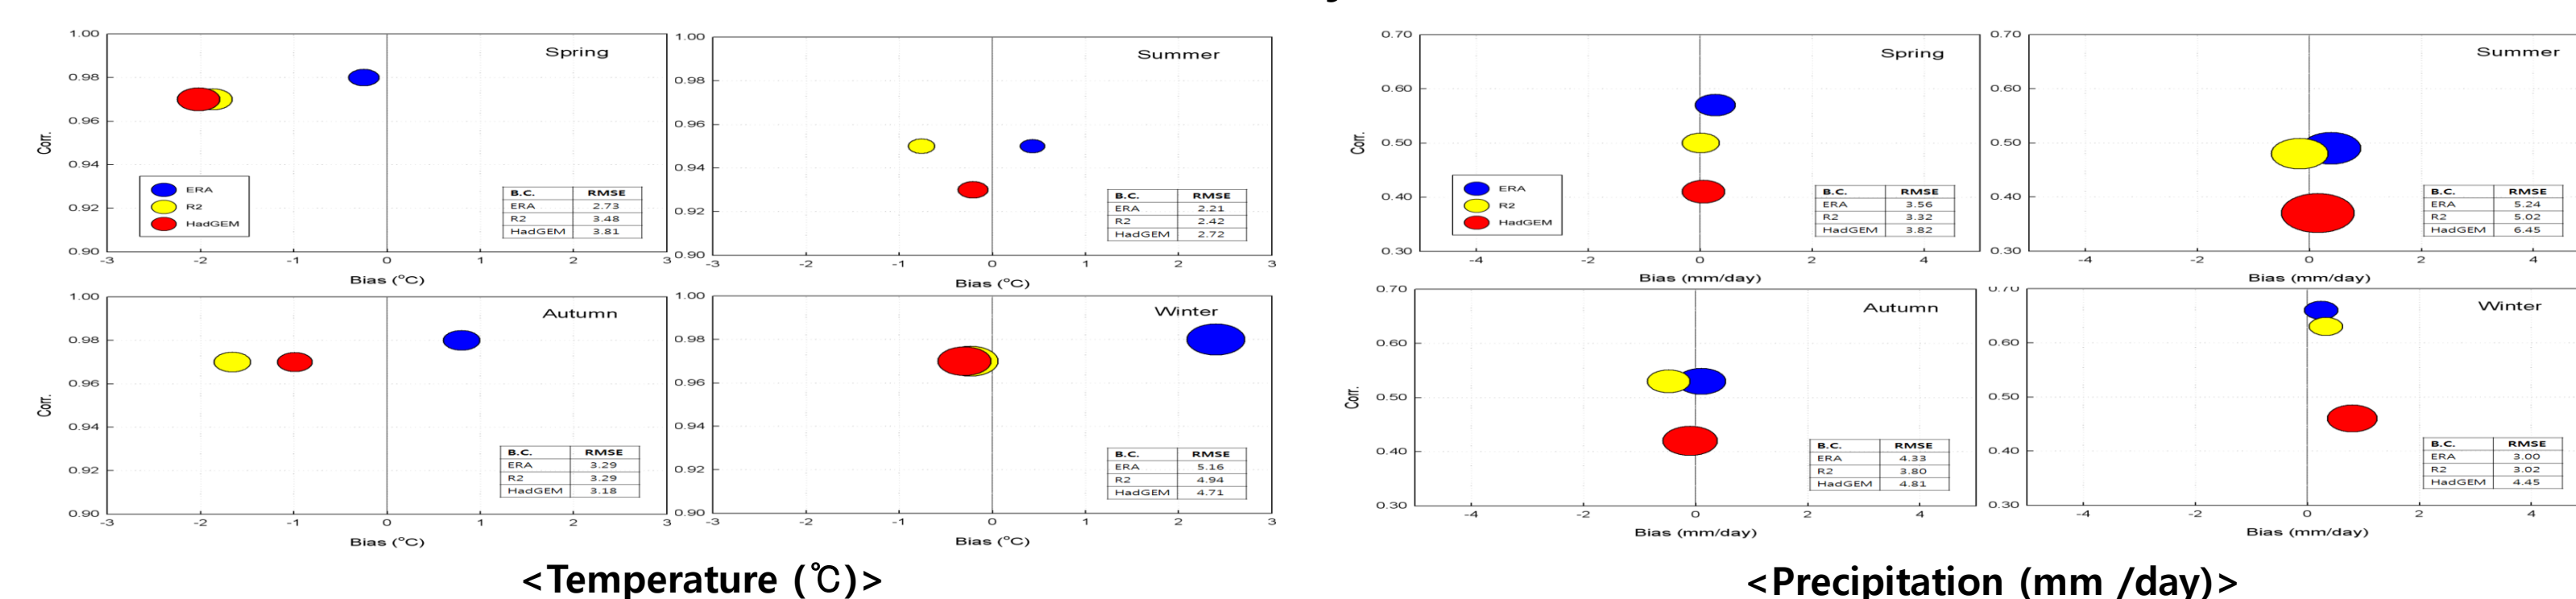 1.00
0.98
0.96
0.94
0.92
0.90
Corr.
Spring
ERA
R2
HadGEM
B.C. RMSE
ERA 2.73
R2 3.48
HadGEM 3.81
-3 -2 -1 0 1 2 3
Bias (°C)
1.00
0.98
0.96
0.94
0.92
0.90
Summer
B.C. RMSE
ERA 2.21
R2 2.42
HadGEM 2.72
-3 -2 -1 0 1 2 3
Bias (°C)
1.00
0.98
0.96
0.94
0.92
0.90
Corr.
Autumn
B.C. RMSE
ERA 3.29
R2 3.29
HadGEM 3.18
-3 -2 -1 0 1 2 3
Bias (°C)
1.00
0.98
0.96
0.94
0.92
0.90
Winter
B.C. RMSE
ERA 5.16
R2 4.94
HadGEM 4.71
-3 -2 -1 0 1 2 3
Bias (°C)
<Temperature (℃)>
0.70
0.60
0.50
0.40
0.30
Corr.
Spring
ERA
R2
HadGEM
B.C. RMSE
ERA 3.56
R2 3.32
HadGEM 3.82
-4 -2 0 2 4
Bias (mm/day)
0.70
0.60
0.50
0.40
0.30
Summer
B.C. RMSE
ERA 5.24
R2 5.02
HadGEM 6.45
-4 -2 0 2 4
Bias (mm/day)
0.70
0.60
0.50
0.40
0.30
Corr.
Autumn
B.C. RMSE
ERA 4.33
R2 3.80
HadGEM 4.81
-4 -2 0 2 4
Bias (mm/day)
0.70
0.60
0.50
0.40
0.30
Winter
B.C. RMSE
ERA 3.00
R2 3.02
HadGEM 4.45
-4 -2 0 2 4
Bias (mm/day)
<Precipitation (mm /day)>